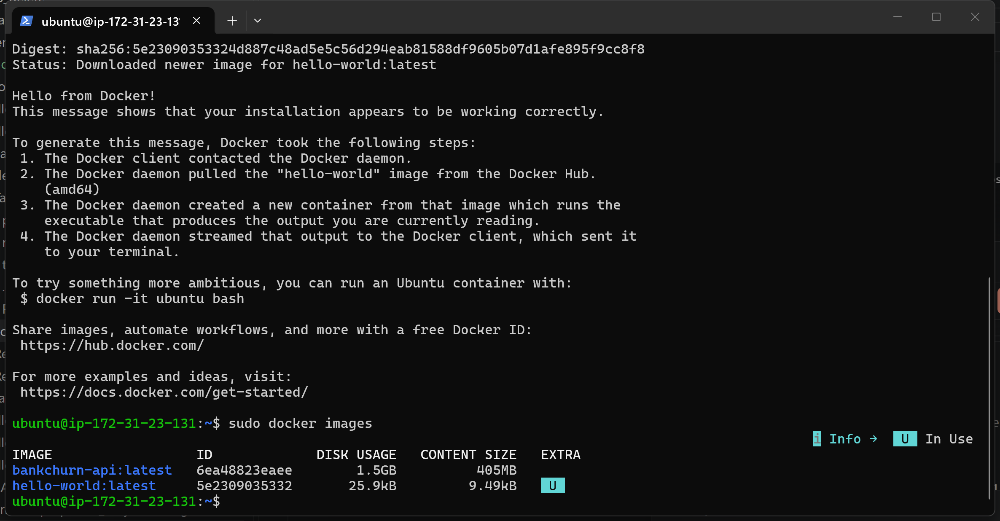 ubuntu@ip-172-31-23-13
Digest: sha256:5e23090353324d887c48ad5e5c56d294eab81588df9605b07d1afe895f9cc8f8
Status: Downloaded newer image for hello-world:latest
Hello from Docker!
This message shows that your installation appears to be working correctly.
To generate this message, Docker took the following steps:
1. The Docker client contacted the Docker daemon.
2. The Docker daemon pulled the "hello-world" image from the Docker Hub.
(amd64)
3. The Docker daemon created a new container from that image which runs the
executable that produces the output you are currently reading.
4. The Docker daemon streamed that output to the Docker client, which sent it
to your terminal.
To try something more ambitious, you can run an Ubuntu container with:
$ docker run -it ubuntu bash
Share images, automate workflows, and more with a free Docker ID:
https://hub.docker.com/
For more examples and ideas, visit:
https://docs.docker.com/get-started/
ubuntu@ip-172-31-23-131:~$ sudo docker images
i Info → U In Use
IMAGE ID DISK USAGE CONTENT SIZE EXTRA
bankchurn-api:latest 6ea48823eaee 1.5GB 405MB
hello-world:latest 5e2309035332 25.9kB 9.49kB U
ubuntu@ip-172-31-23-131:~$